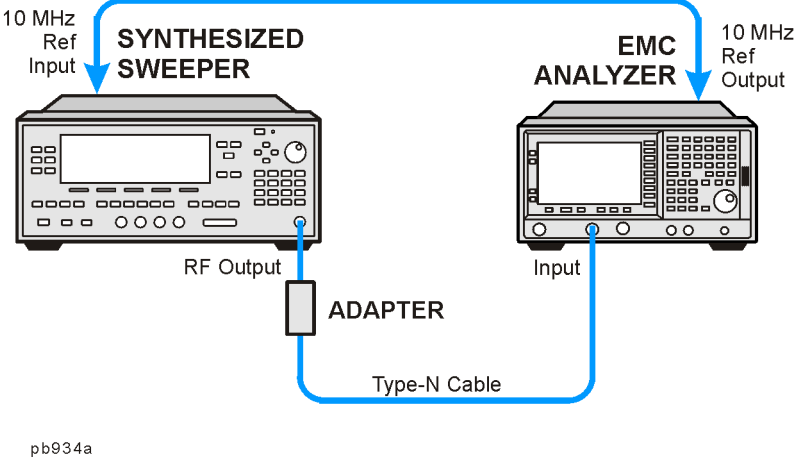 10 MHz
Ref
Input
SYNTHESIZED
SWEEPER
EMC
ANALYZER
10 MHz
Ref
Output
RF Output
Input
ADAPTER
Type-N Cable
pb934a